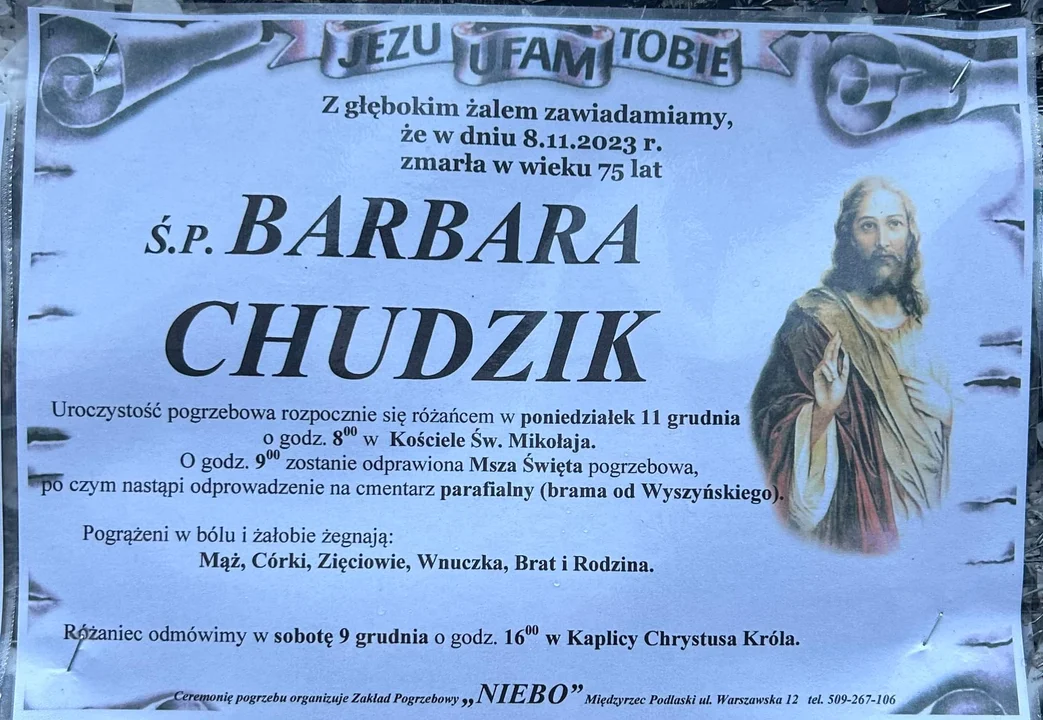 JEZU UFAM TOBIE
Z głębokim żalem zawiadamiamy,
że w dniu 8.11.2023 r.
zmarła w wieku 75 lat
Ś.P. BARBARA
CHUDZIK
Uroczystość pogrzebowa rozpocznie się różańcem w poniedziałek 11 grudnia
o godz. 8⁰⁰ w Kościele Św. Mikołaja.
O godz. 9⁰⁰ zostanie odprawiona Msza Święta pogrzebowa,
po czym nastąpi odprowadzenie na cmentarz parafialny (brama od Wyszyńskiego).
Pogrążeni w bólu i żałobie żegnają:
Mąż, Córki, Zięciowie, Wnuczka, Brat i Rodzina.
Różaniec odmówimy w sobotę 9 grudnia o godz. 16⁰⁰ w Kaplicy Chrystusa Króla.
Ceremonię pogrzebu organizuje Zakład Pogrzebowy „NIEBO” Międzyrzec Podlaski ul. Warszawska 12 tel. 509-267-106